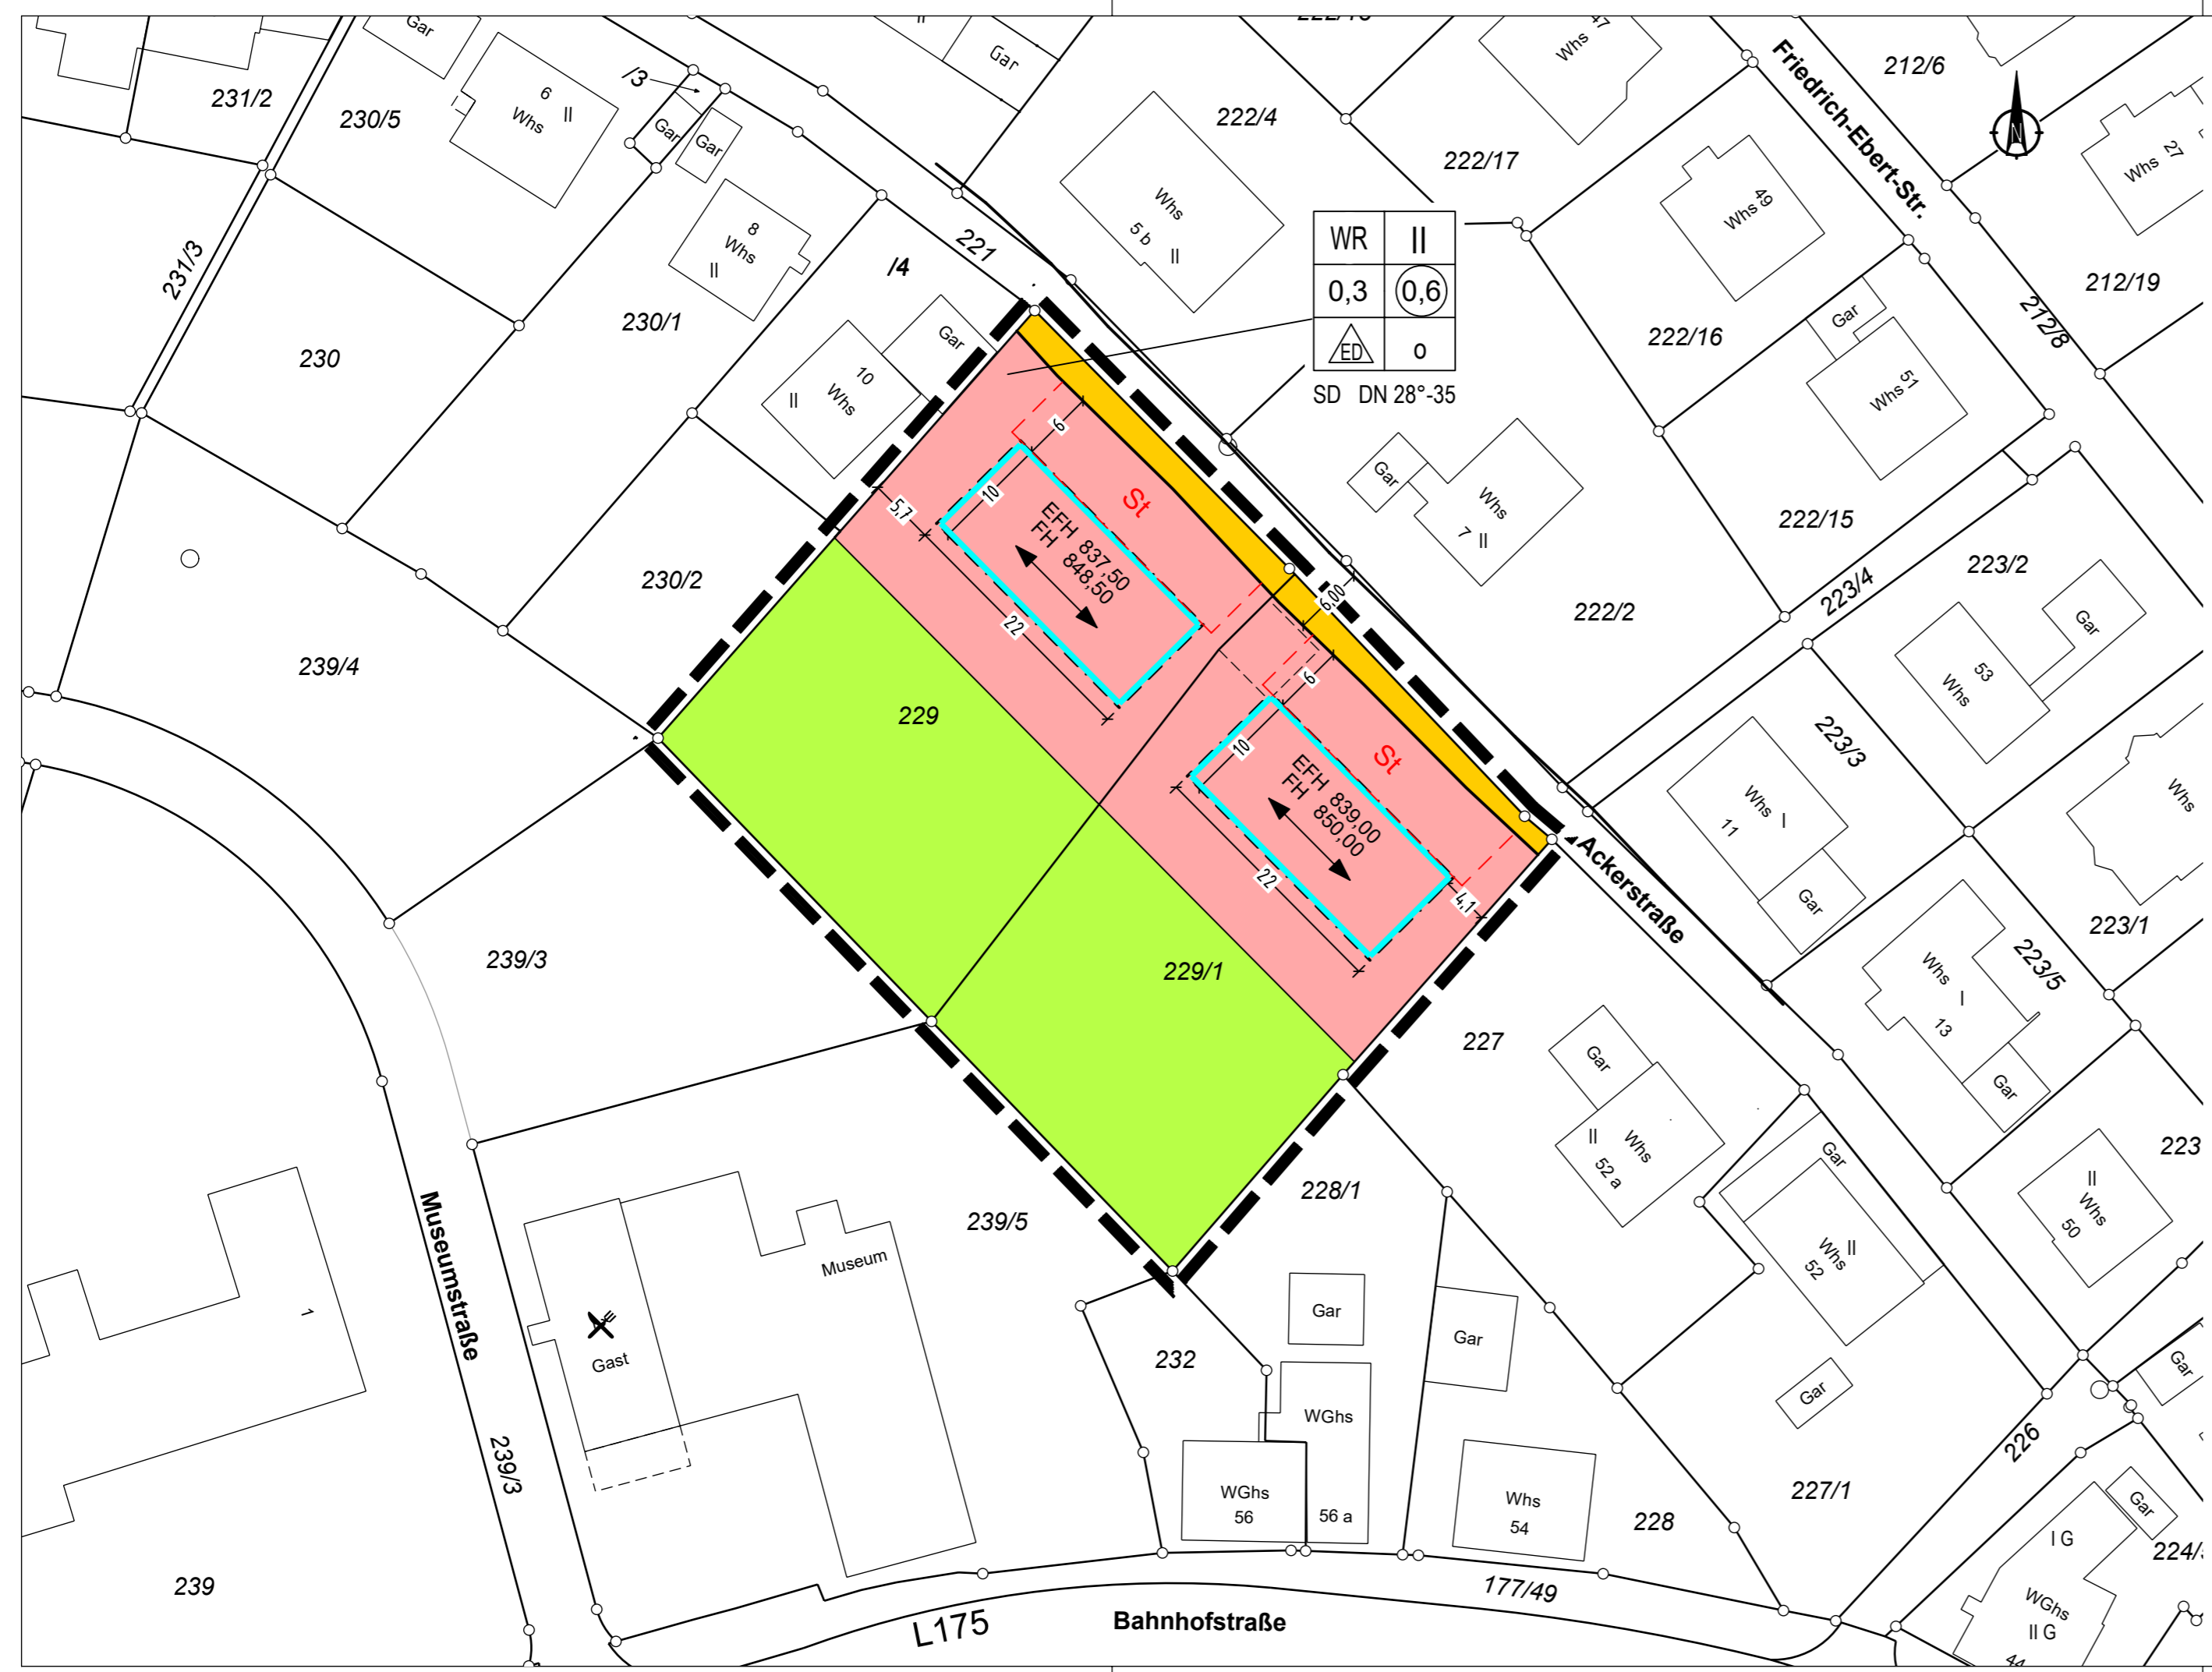 Gar
222/16
47
Whs
Friedrich-Ebert-Str.
212/6
231/2
230/5
6
II
Whs
/3
Gar
Gar
Gar
II
222/4
222/17
N
Whs 27
Whs 49
8
Whs
II
231/3
221
/4
Whs
5 b
II
WR
II
0,3
0,6
ED
o
SD DN 28°-35
212/19
212/8
222/16
Gar
51
Whs
230
230/1
Gar
10
II
Whs
6
St
10
5,7
EFH 837,50
FH 848,50
22
Gar
Whs
7 II
222/15
223/4
223/2
222/2
6,00
230/2
239/4
229
6
St
10
EFH 839,00
FH 850,00
22
4,1
Gar
53
Whs
223/3
Whs
I
11
Gar
Whs
Ackerstraße
223/1
223/5
239/3
229/1
Whs
I
13
Gar
227
Gar
II
Whs
52 a
Gar
223
II
Whs
50
228/1
239/5
Museumstraße
Museum
Whs
II
52
Gar
1
Gast
Gar
Gar
232
Gar
WGhs
226
239/3
WGhs
56
56 a
Whs
54
228
227/1
Gar
I G
224/
239
177/49
WGhs
II G
44
L175
Bahnhofstraße